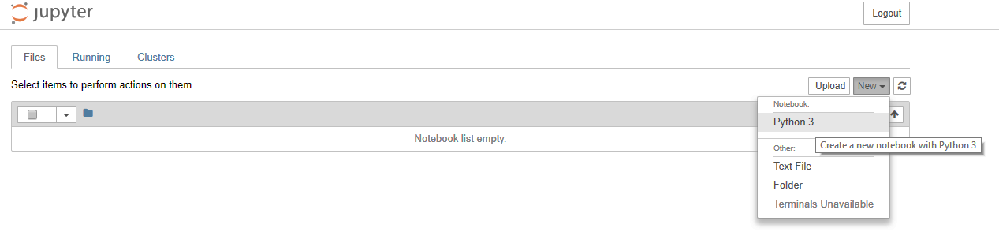 jupyter
Logout
Files Running Clusters
Select items to perform actions on them.
Upload New
Notebook:
Python 3
Notebook list empty.
Create a new notebook with Python 3
Other:
Text File
Folder
Terminals Unavailable